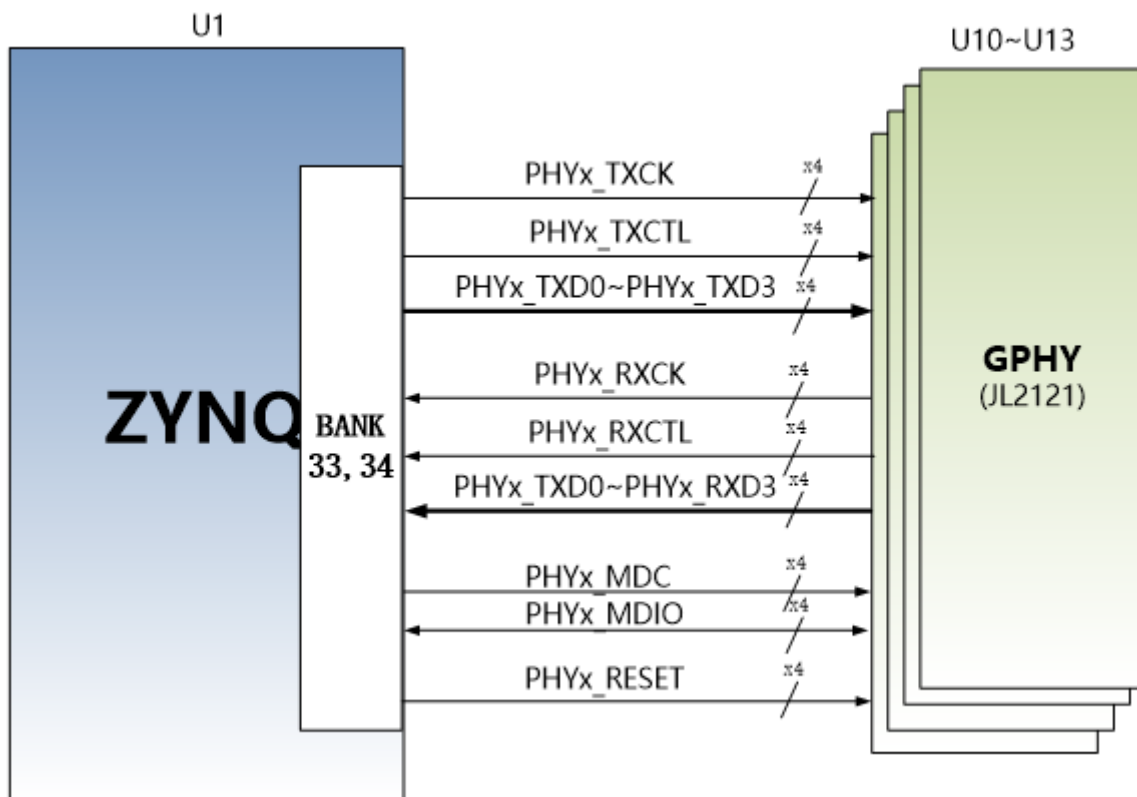 U1
U10~U13
PHYx_TXCK
x4
PHYx_TXCTL
x4
PHYx_TXD0~PHYx_TXD3
x4
PHYx_RXCK
x4
PHYx_RXCTL
x4
PHYx_TXD0~PHYx_RXD3
x4
PHYx_MDC
x4
PHYx_MDIO
x4
PHYx_RESET
x4
ZYNQ
BANK
33, 34
GPHY
(JL2121)